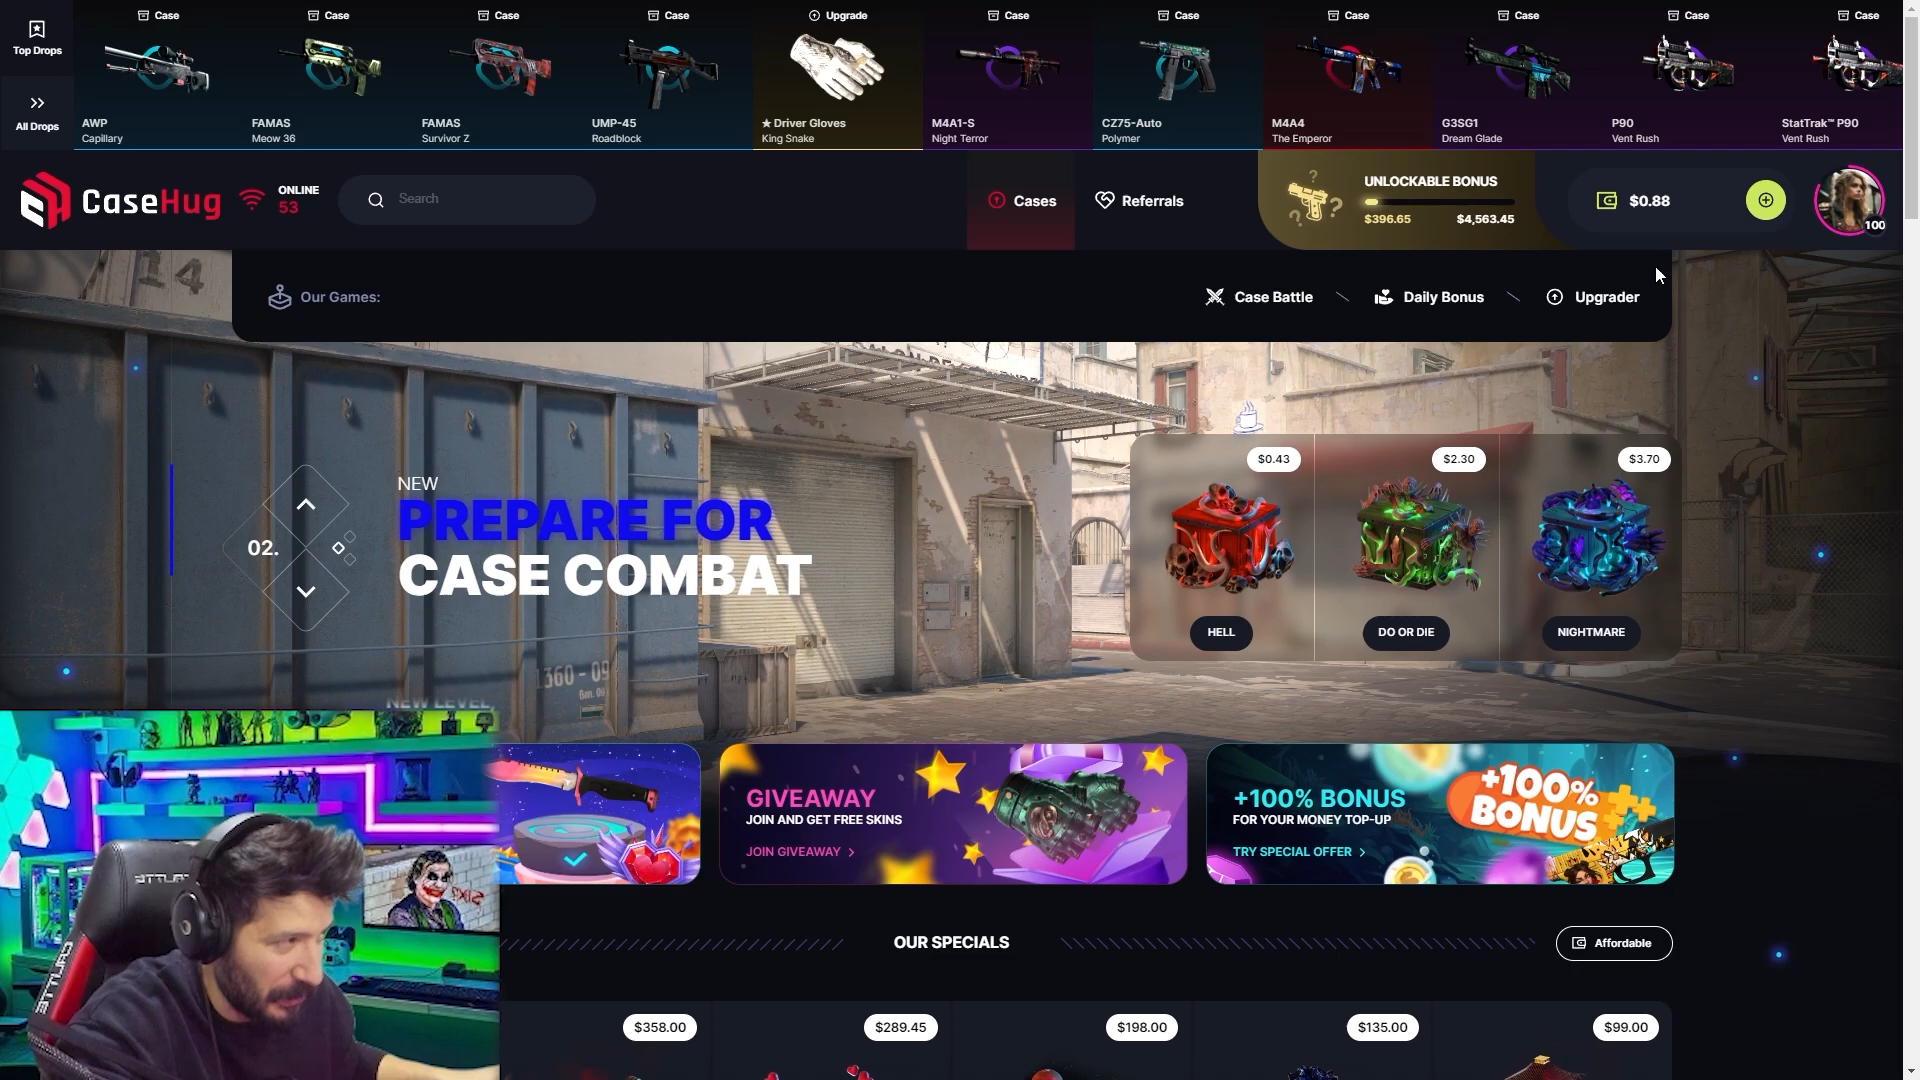 Top Drops
All Drops
Case
AWP
Capillary
Case
FAMAS
Meow 36
Case
FAMAS
Survivor Z
Case
UMP-45
Roadblock
Upgrade
★ Driver Gloves
King Snake
Case
M4A1-S
Night Terror
Case
CZ75-Auto
Polymer
Case
M4A4
The Emperor
Case
G3SG1
Dream Glade
Case
P90
Vent Rush
Case
StatTrak™ P90
Vent Rush
CaseHug
ONLINE
53
Search
Cases
Referrals
UNLOCKABLE BONUS
$396.65
$4,563.45
$0.88
100
Our Games:
Case Battle
Daily Bonus
Upgrader
14
02.
NEW
PREPARE FOR
CASE COMBAT
$0.43
HELL
$2.30
DO OR DIE
$3.70
NIGHTMARE
1360 - 09
NEW LEVEL,
GIVEAWAY
JOIN AND GET FREE SKINS
JOIN GIVEAWAY
+100% BONUS
FOR YOUR MONEY TOP-UP
TRY SPECIAL OFFER
+100%
BONUS
OUR SPECIALS
Affordable
$358.00
$289.45
$198.00
$135.00
$99.00